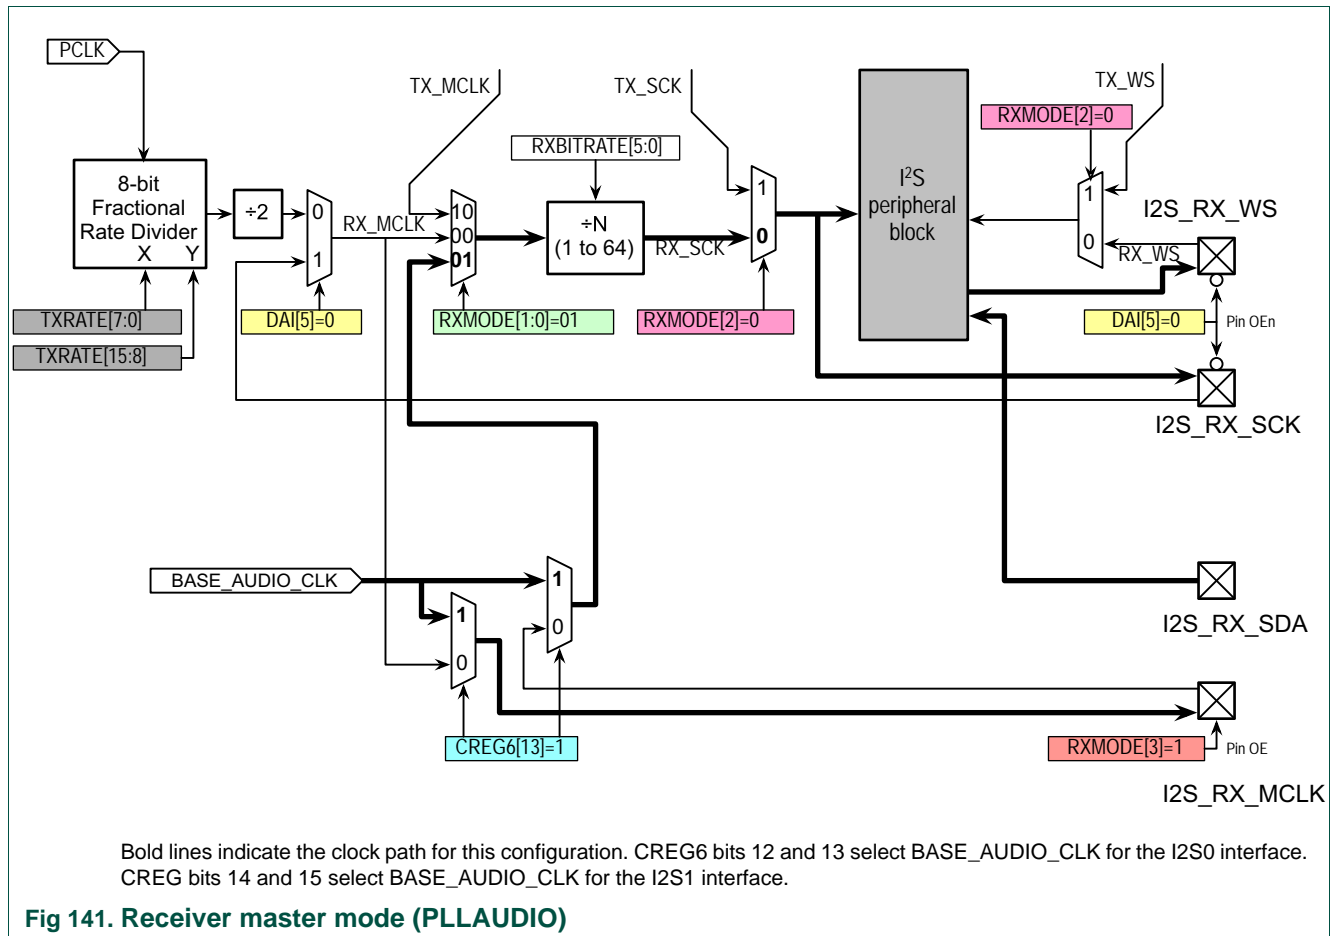 PCLK
TX_MCLK
TX_SCK
TX_WS
RXMODE[2]=0
RXBITRATE[5:0]
8-bit
Fractional
Rate Divider
X Y
÷2
0
1
RX_MCLK
10
00
01
÷N
(1 to 64)
RX_SCK
1
0
I²S
peripheral
block
1
0
RX_WS
I2S_RX_WS
TXRATE[7:0]
TXRATE[15:8]
DAI[5]=0
RXMODE[1:0]=01
RXMODE[2]=0
DAI[5]=0
Pin OEn
I2S_RX_SCK
BASE_AUDIO_CLK
1
0
1
0
I2S_RX_SDA
CREG6[13]=1
RXMODE[3]=1
Pin OE
I2S_RX_MCLK
Bold lines indicate the clock path for this configuration. CREG6 bits 12 and 13 select BASE_AUDIO_CLK for the I2S0 interface.
CREG bits 14 and 15 select BASE_AUDIO_CLK for the I2S1 interface.
Fig 141. Receiver master mode (PLLAUDIO)